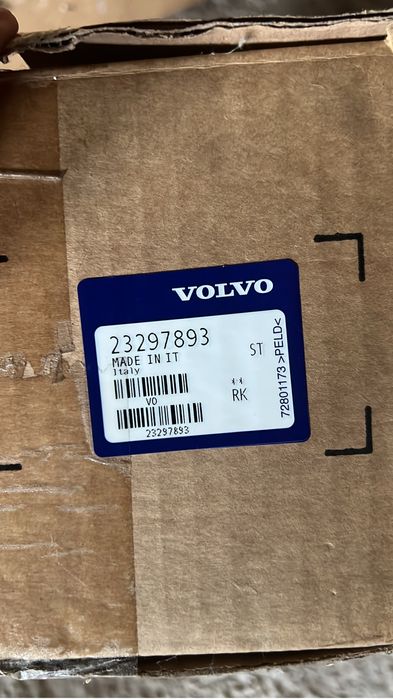 VOLVO
23297893
ST
MADE IN IT
Italy
**
VO
RK
23297893
72801173 >PELD<